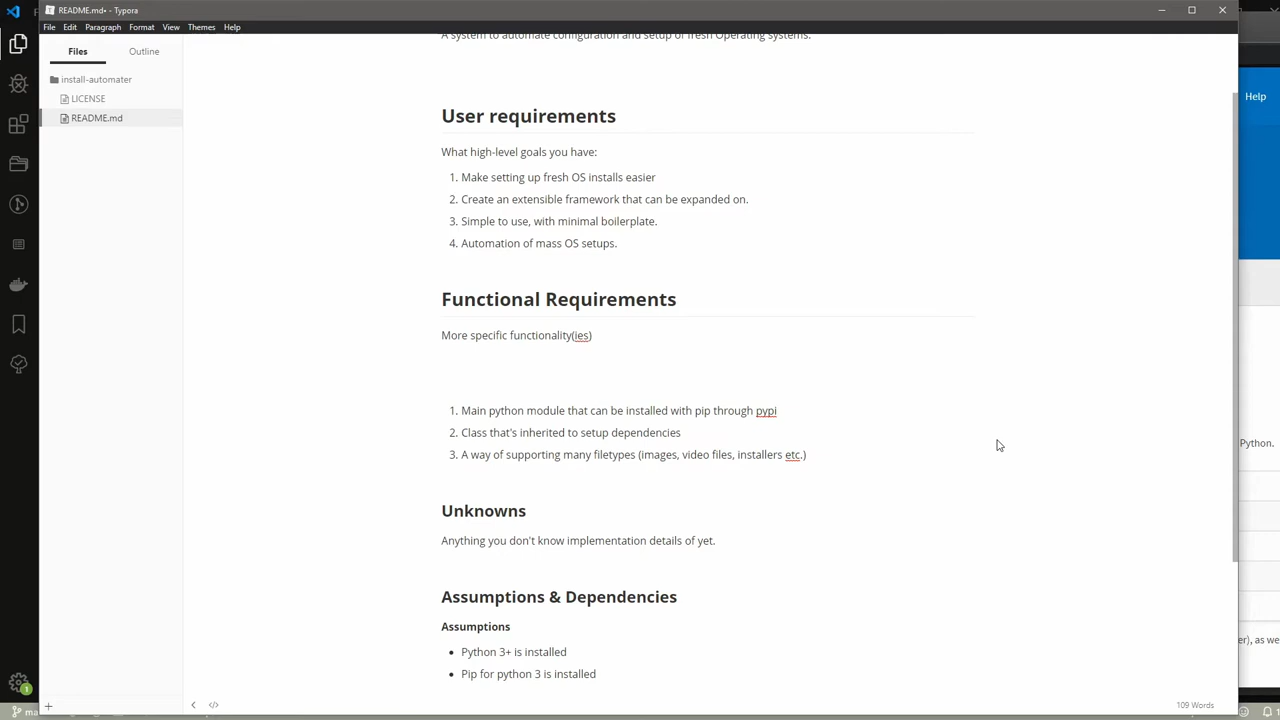 README.md• - Typora
File Edit Paragraph Format View Themes Help
Files Outline
install-automater
LICENSE
README.md
A system to automate configuration and setup of fresh Operating systems.
User requirements
What high-level goals you have:
1. Make setting up fresh OS installs easier
2. Create an extensible framework that can be expanded on.
3. Simple to use, with minimal boilerplate.
4. Automation of mass OS setups.
Functional Requirements
More specific functionality(ies)
1. Main python module that can be installed with pip through pypi
2. Class that's inherited to setup dependencies
3. A way of supporting many filetypes (images, video files, installers etc.)
Unknowns
Anything you don't know implementation details of yet.
Assumptions & Dependencies
Assumptions
• Python 3+ is installed
• Pip for python 3 is installed
109 Words
Help
Python.
er), as we
1